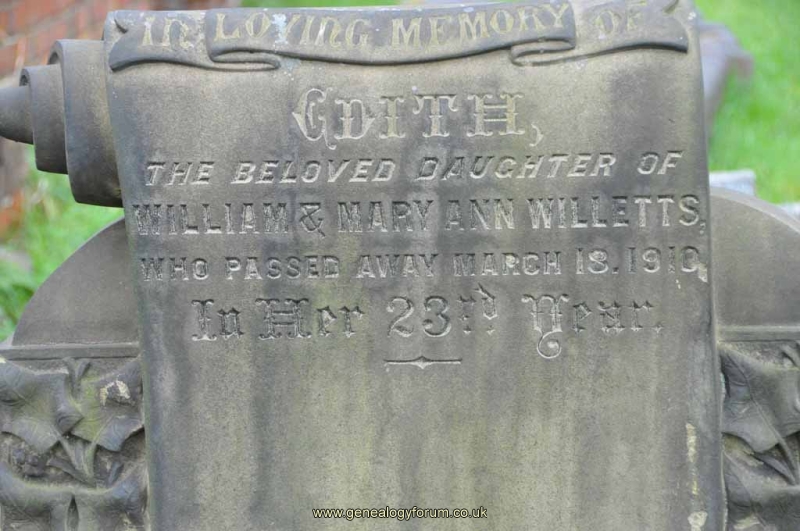 IN LOVING MEMORY OF
EDITH,
THE BELOVED DAUGHTER OF
WILLIAM & MARY ANN WILLETTS,
WHO PASSED AWAY MARCH 18, 1910,
In Her 23rd Year.
www.genealogyforum.co.uk